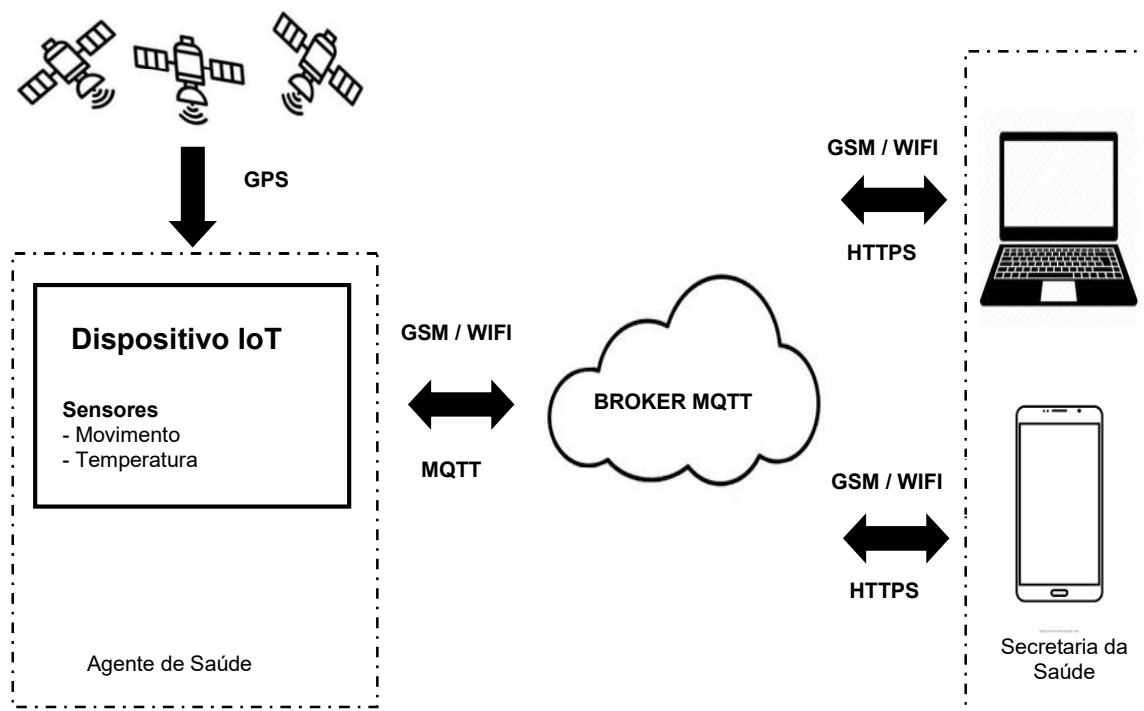 GPS
Dispositivo IoT
Sensores
- Movimento
- Temperatura
Agente de Saúde
GSM / WIFI
MQTT
BROKER MQTT
GSM / WIFI
HTTPS
GSM / WIFI
HTTPS
Secretaria da
Saúde